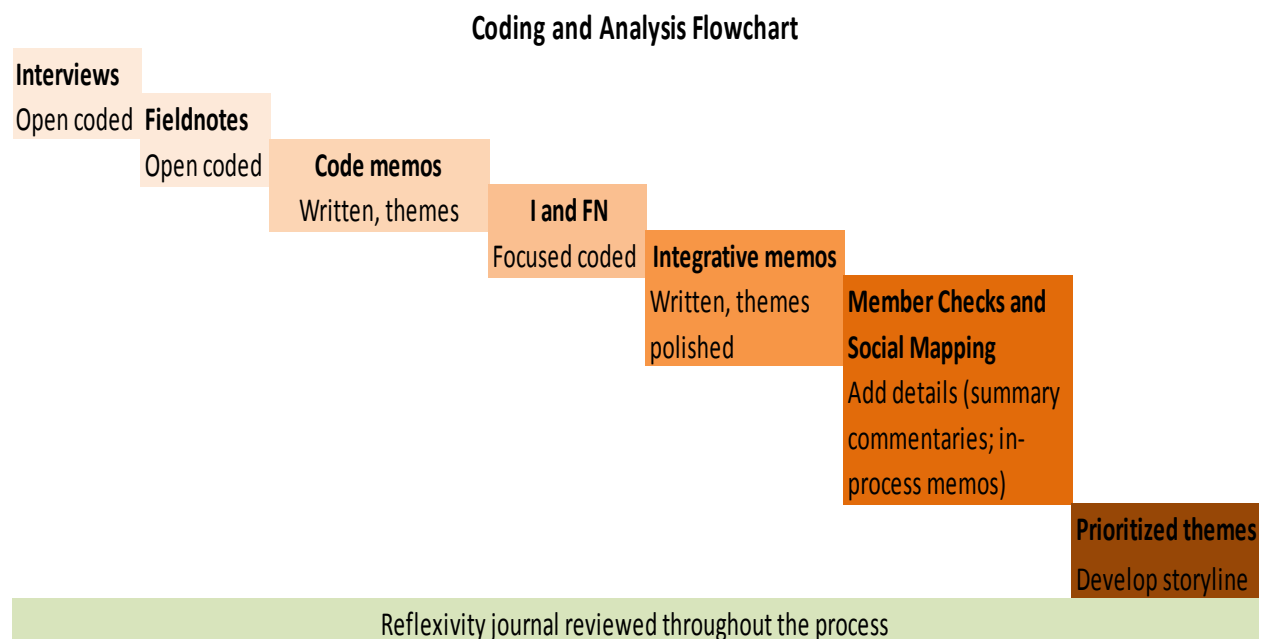 Coding and Analysis Flowchart
Interviews
Open coded
Fieldnotes
Open coded
Code memos
Written, themes
I and FN
Focused coded
Integrative memos
Written, themes
polished
Member Checks and
Social Mapping
Add details (summary
commentaries; in-
process memos)
Prioritized themes
Develop storyline
Reflexivity journal reviewed throughout the process